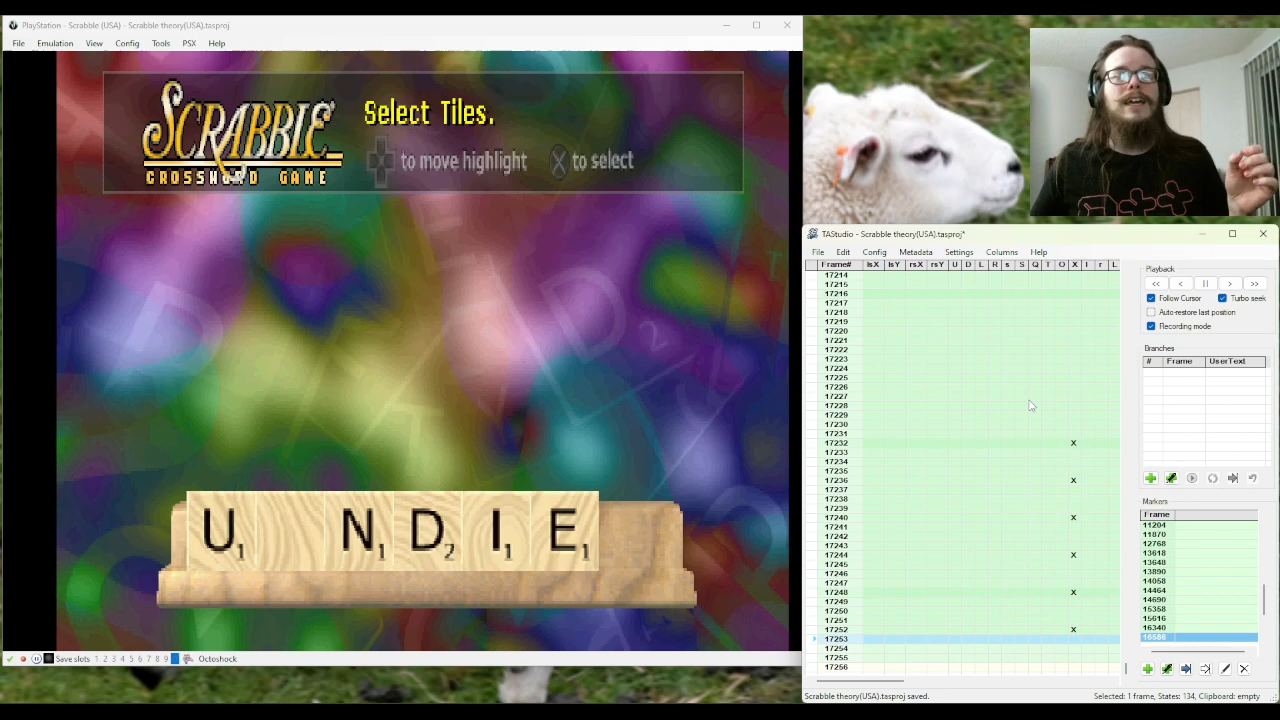 PlayStation - Scrabble (USA) - Scrabble theory(USA).tasproj
File Emulation View Config Tools PSX Help
SCRABBLE
CROSSWORD GAME
Select Tiles.
to move highlight X to select
U1 N1 D2 I1 E1
Save slots 1 2 3 4 5 6 7 8 9 Octoshock
TAStudio - Scrabble theory(USA).tasproj*
File Edit Config Metadata Settings Columns Help
Frame# lsX lsY rsX rsY U D L R s S Q T O X l r L
17214
17215
17216
17217
17218
17219
17220
17221
17222
17223
17224
17225
17226
17227
17228
17229
17230
17231
17232 X
17233
17234
17235
17236 X
17237
17238
17239
17240 X
17241
17242
17243
17244 X
17245
17246
17247
17248 X
17249
17250
17251
17252 X
17253
17254
17255
17256
Playback
<< < > >>
Follow Cursor Turbo seek
Auto-restore last position
Recording mode
Branches
# Frame UserText
Markers
Frame
11204
11870
12768
13618
13648
13890
14058
14464
14690
15358
15616
16340
16586
Scrabble theory(USA).tasproj saved. Selected: 1 frame, States: 134, Clipboard: empty